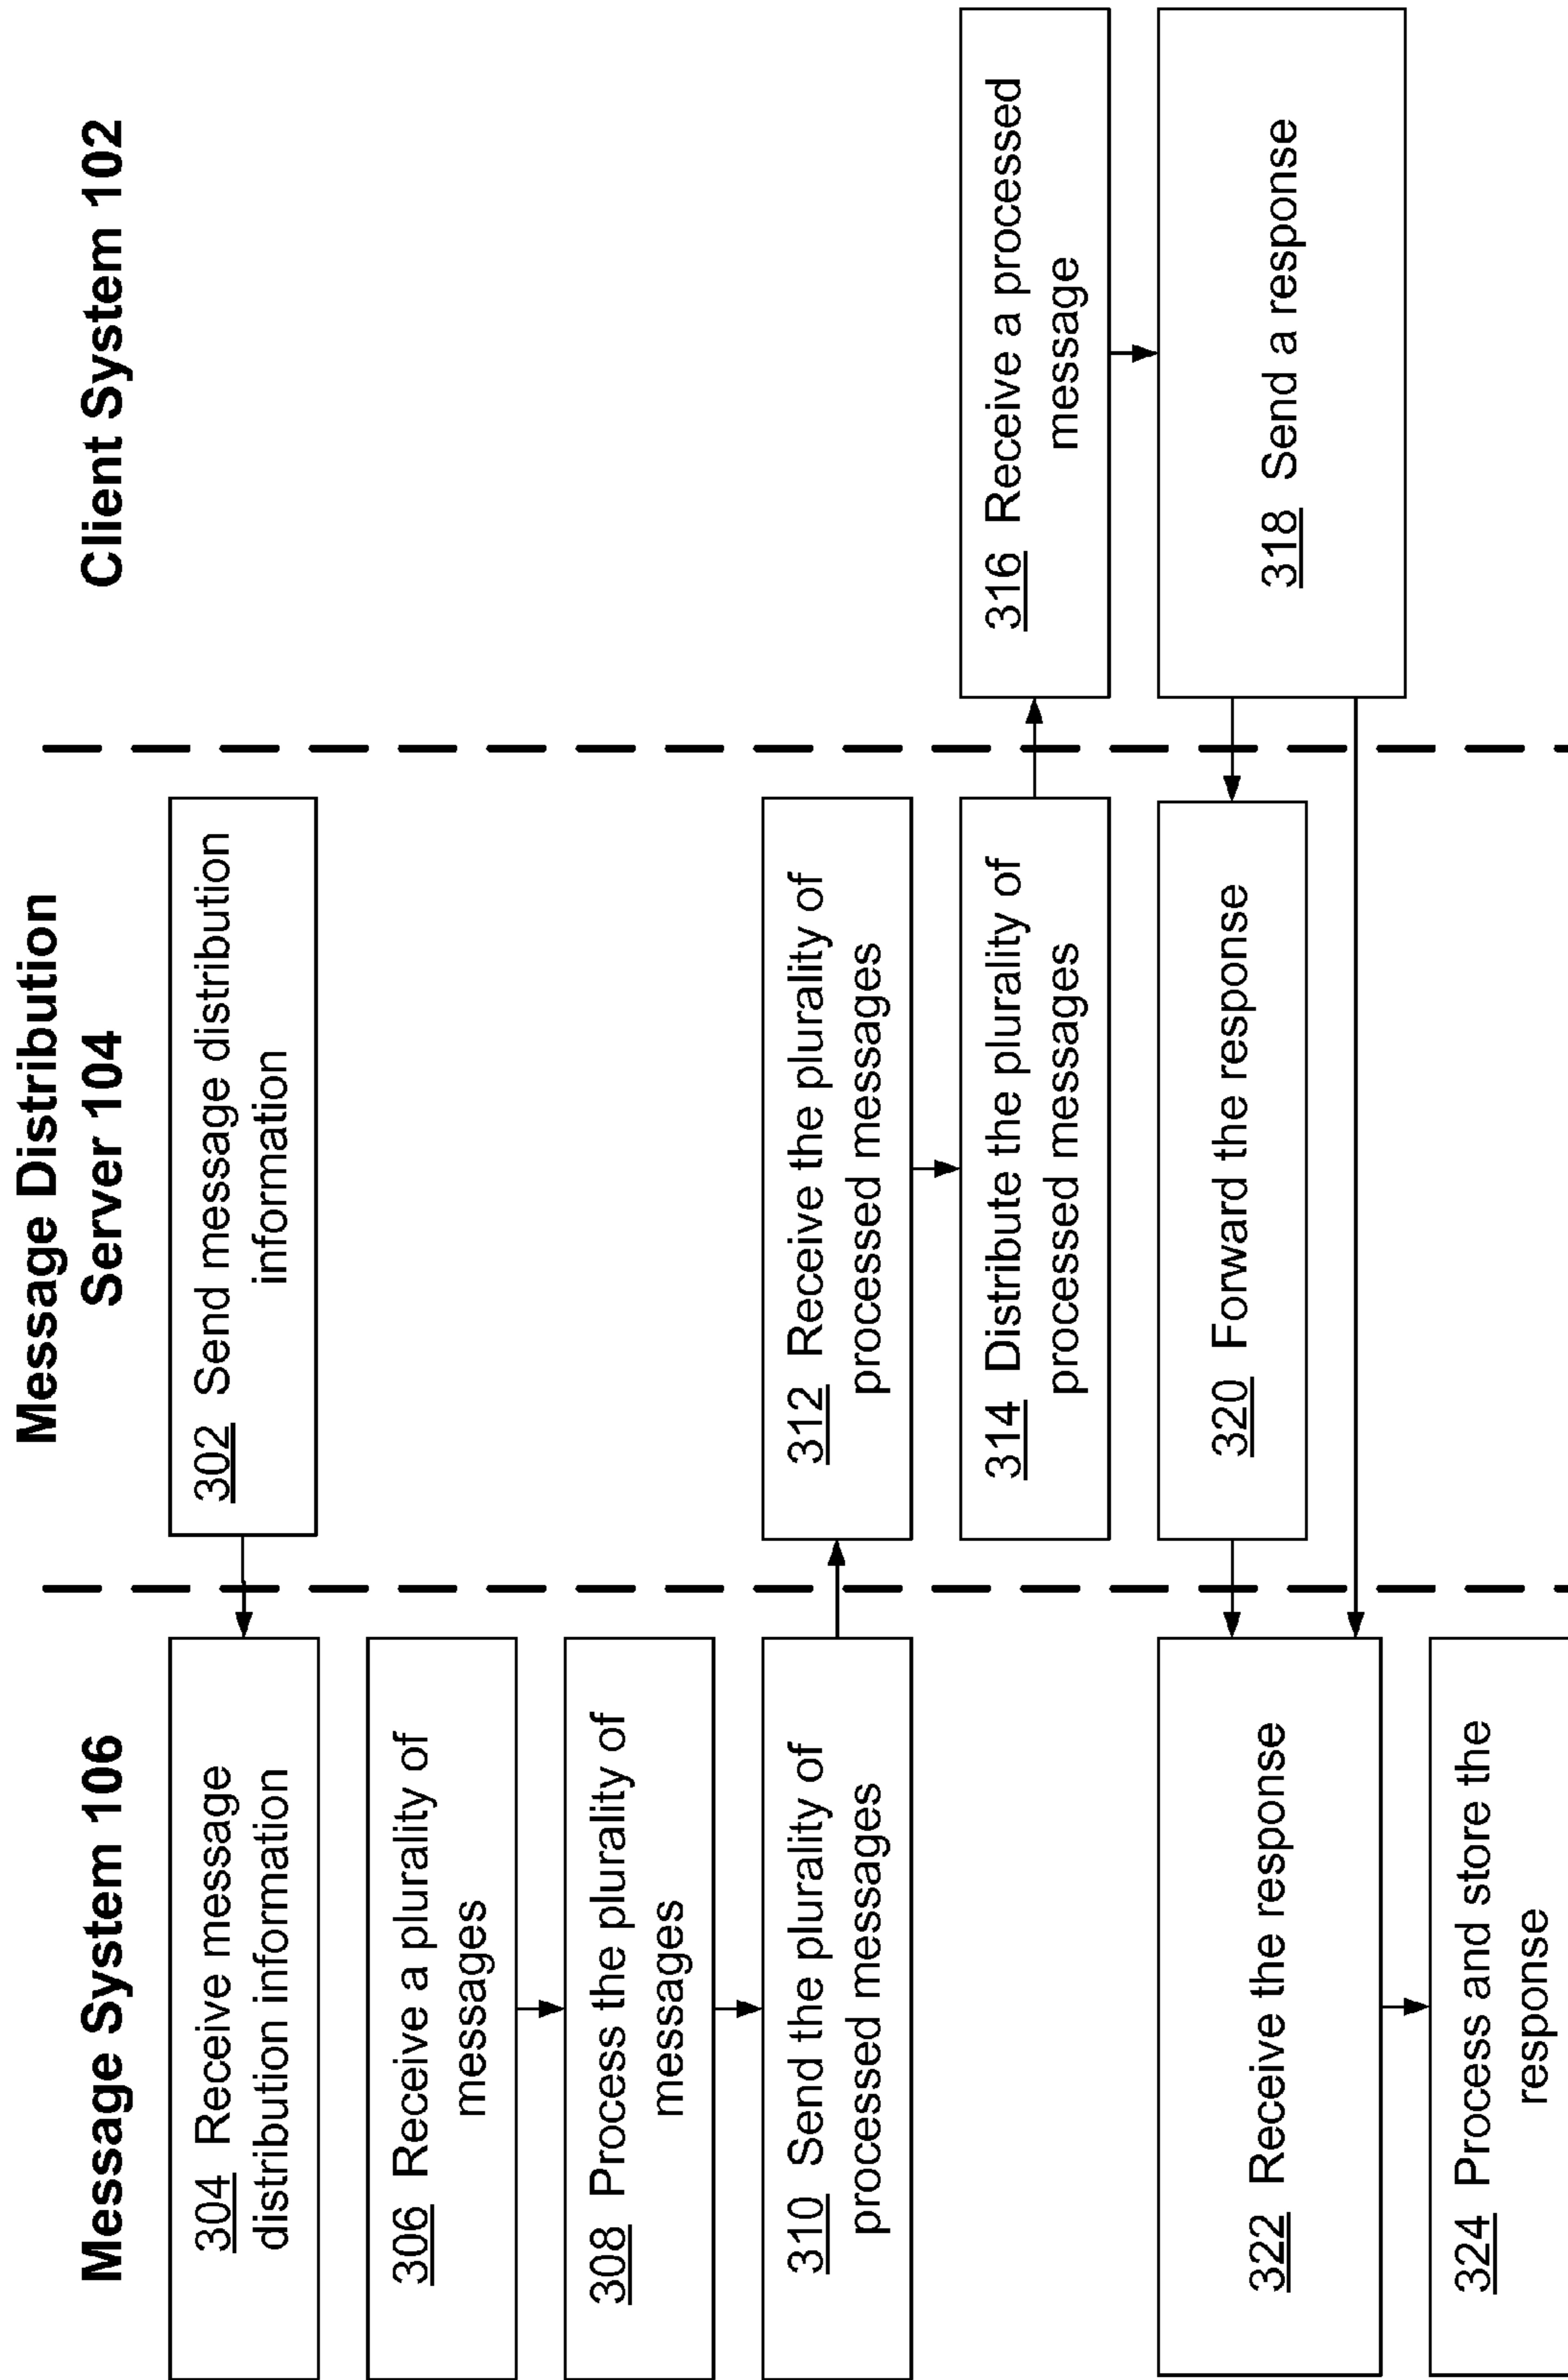 Message System 106
Message Distribution
Server 104
Client System 102
302 Send message distribution
information
304 Receive message
distribution information
306 Receive a plurality of
messages
308 Process the plurality of
messages
310 Send the plurality of
processed messages
312 Receive the plurality of
processed messages
314 Distribute the plurality of
processed messages
316 Receive a processed
message
318 Send a response
320 Forward the response
322 Receive the response
324 Process and store the
response